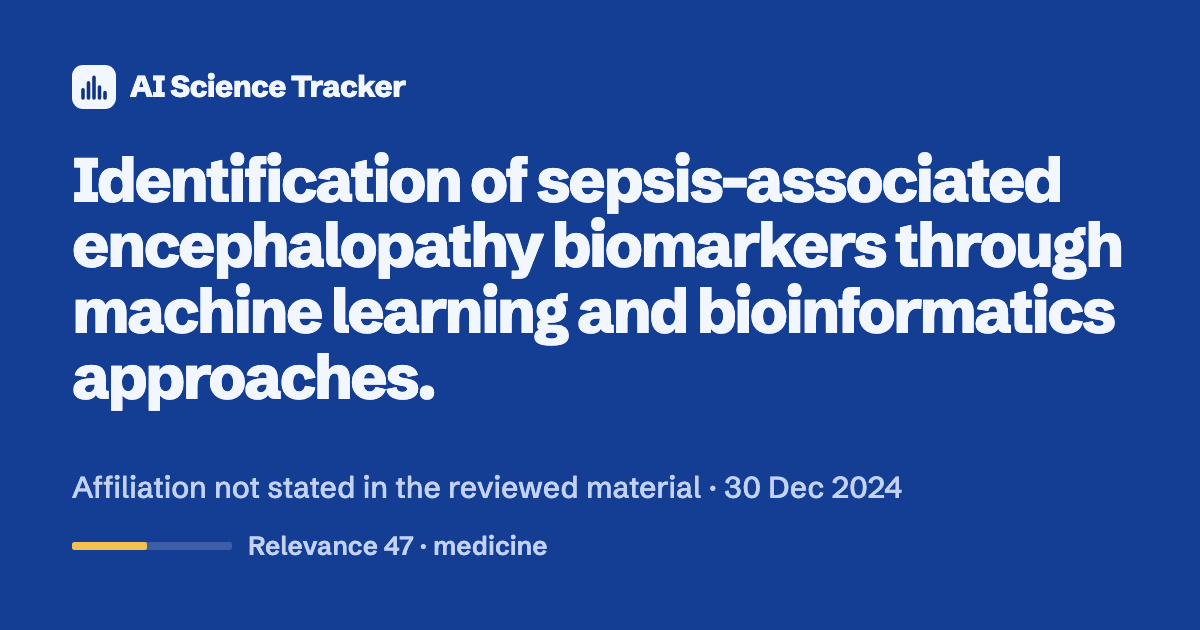 AI Science Tracker
Identification of sepsis-associated
encephalopathy biomarkers through
machine learning and bioinformatics
approaches.
Affiliation not stated in the reviewed material · 30 Dec 2024
Relevance 47 · medicine